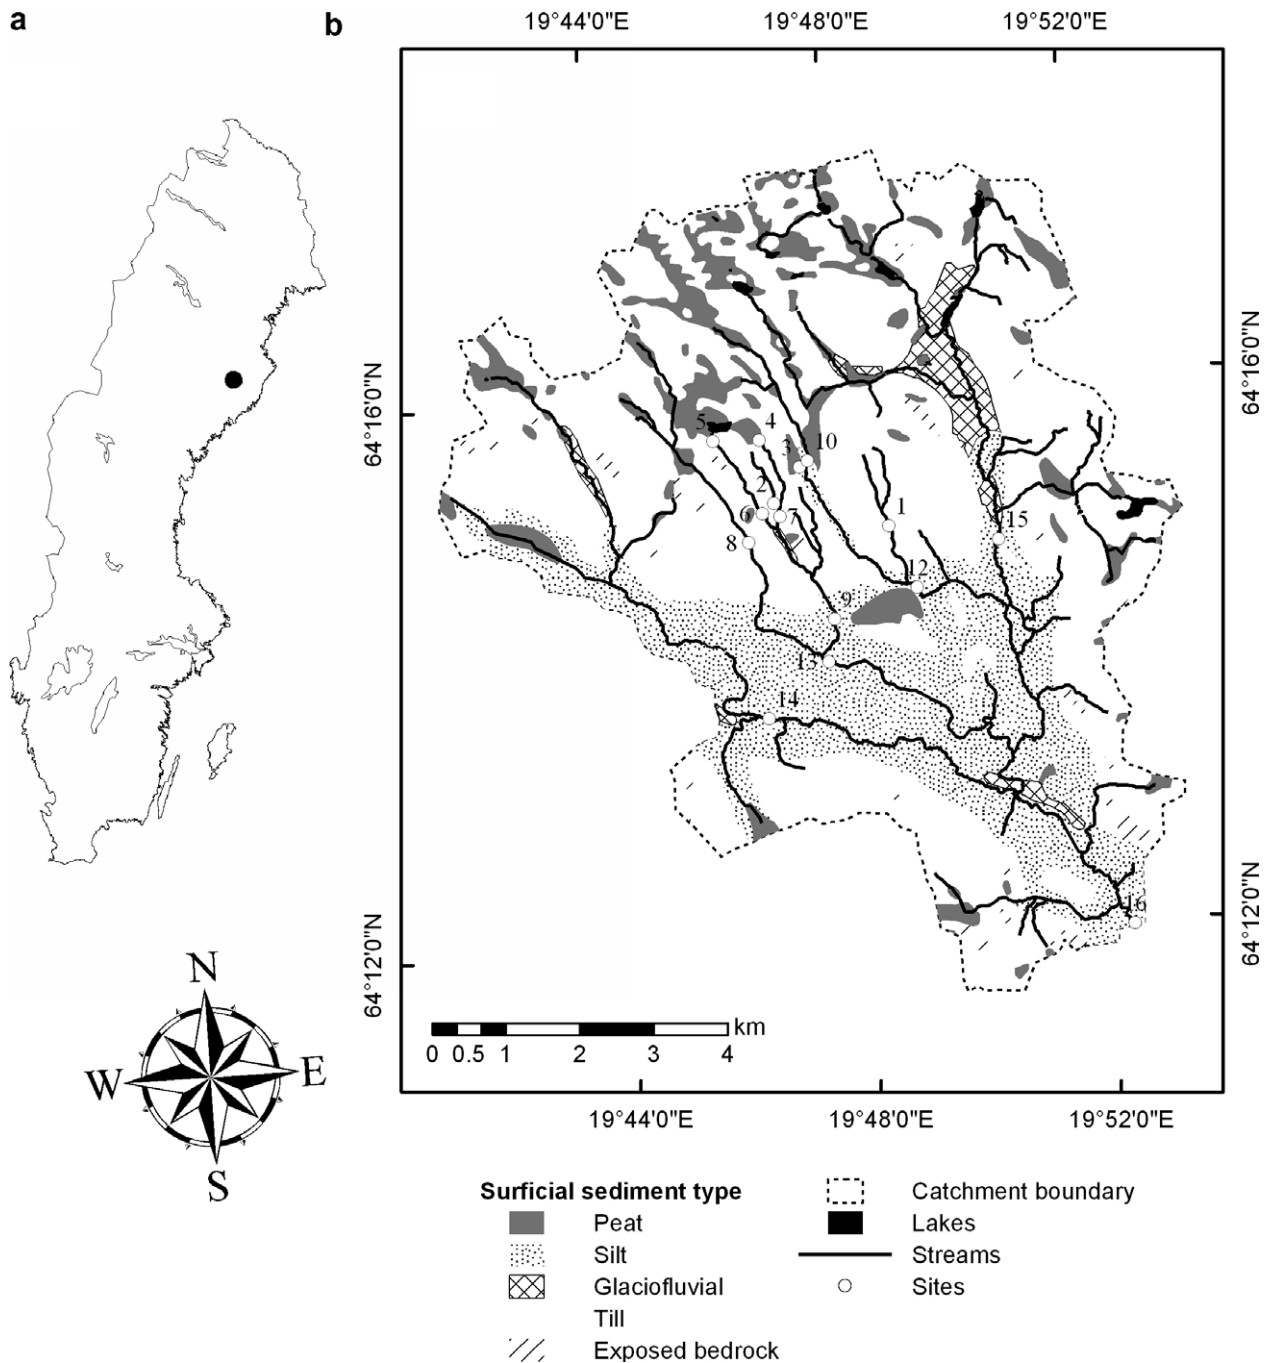 a
b
19°44'0"E
19°48'0"E
19°52'0"E
64°16'0"N
64°16'0"N
5
4
3
10
2
6
7
1
15
8
12
9
13
14
16
64°12'0"N
64°12'0"N
N
W
E
S
km
0 0.5 1 2 3 4
19°44'0"E
19°48'0"E
19°52'0"E
Surficial sediment type
Peat
Silt
Glaciofluvial
Till
Exposed bedrock
Catchment boundary
Lakes
Streams
Sites